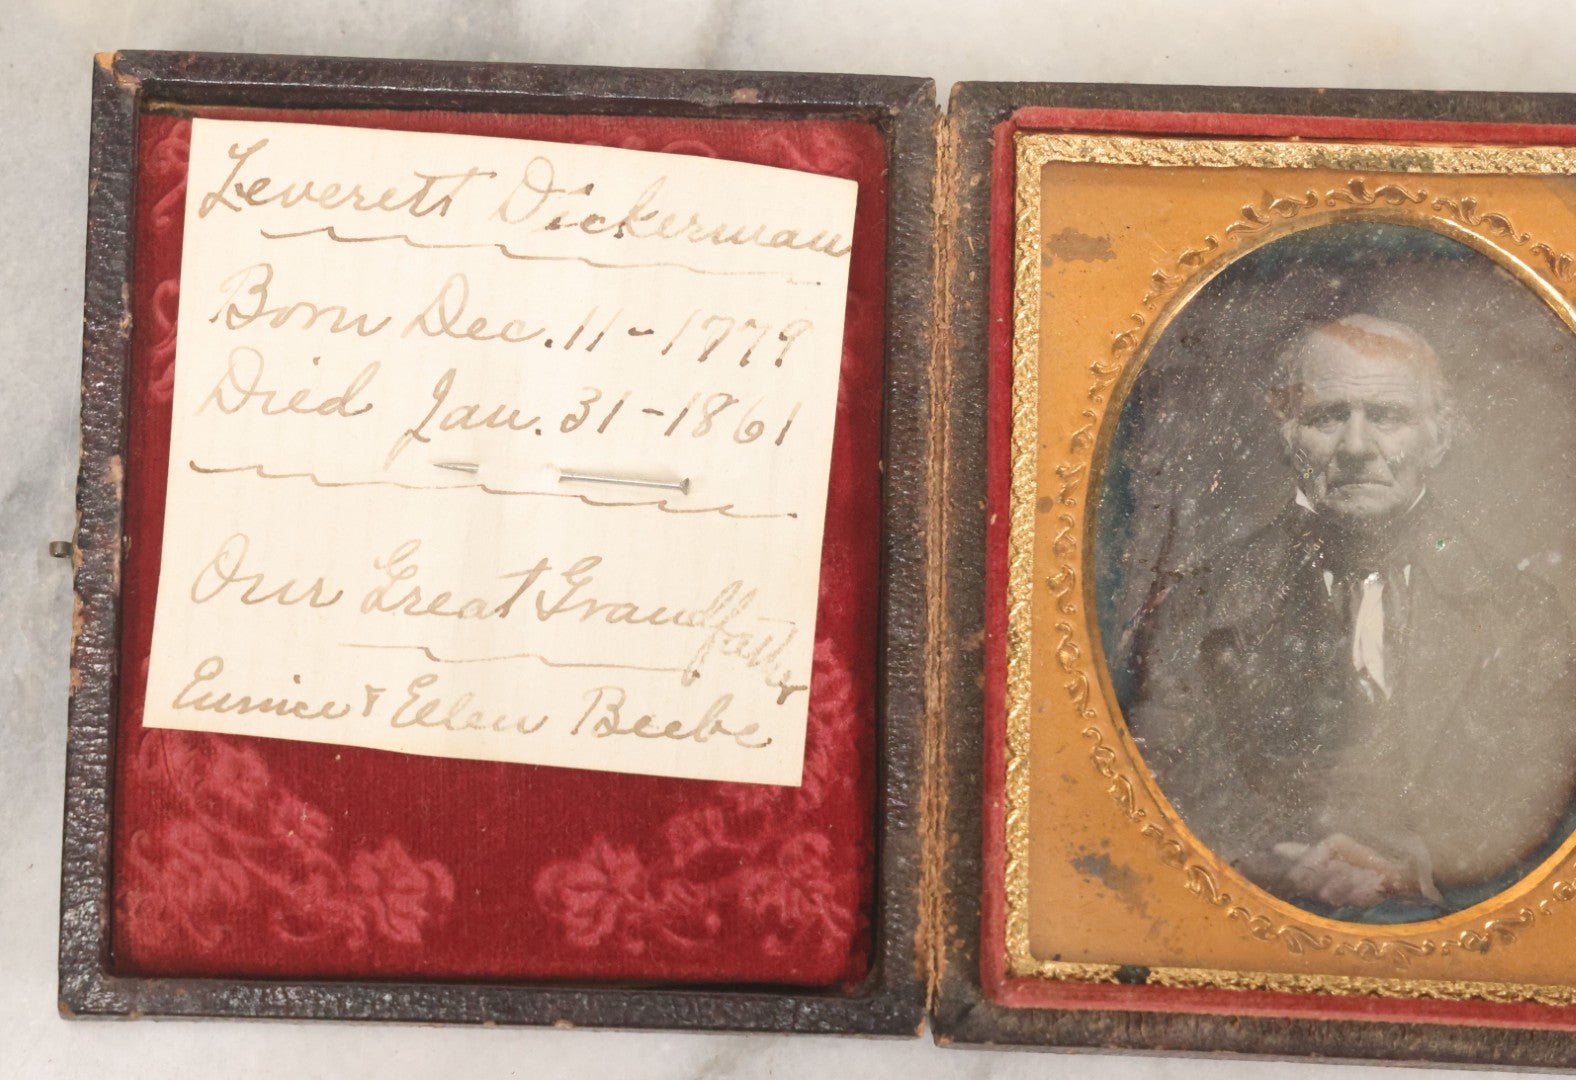 Leverett Dickerman
Born Dec. 11-1779
Died Jan. 31-1861
Our Great Grandfather
Eunice & Ellen Beebe